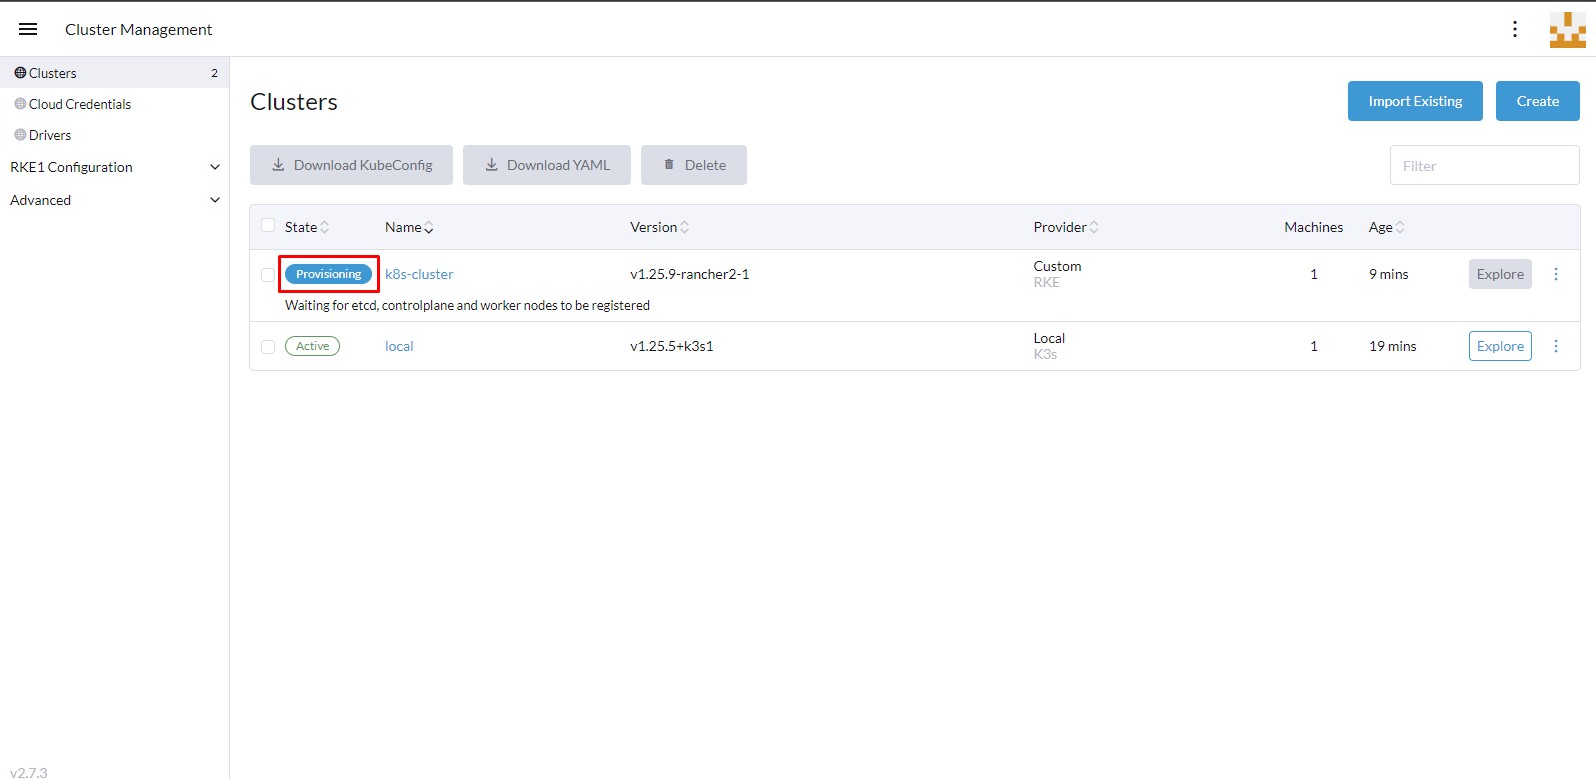 Cluster Management
Clusters 2
Cloud Credentials
Drivers
RKE1 Configuration
Advanced
Clusters
Import Existing
Create
Download KubeConfig
Download YAML
Delete
Filter
State Name Version Provider Machines Age
Provisioning k8s-cluster v1.25.9-rancher2-1 Custom 1 9 mins Explore
RKE
Waiting for etcd, controlplane and worker nodes to be registered
Active local v1.25.5+k3s1 Local 1 19 mins Explore
K3s
v2.7.3